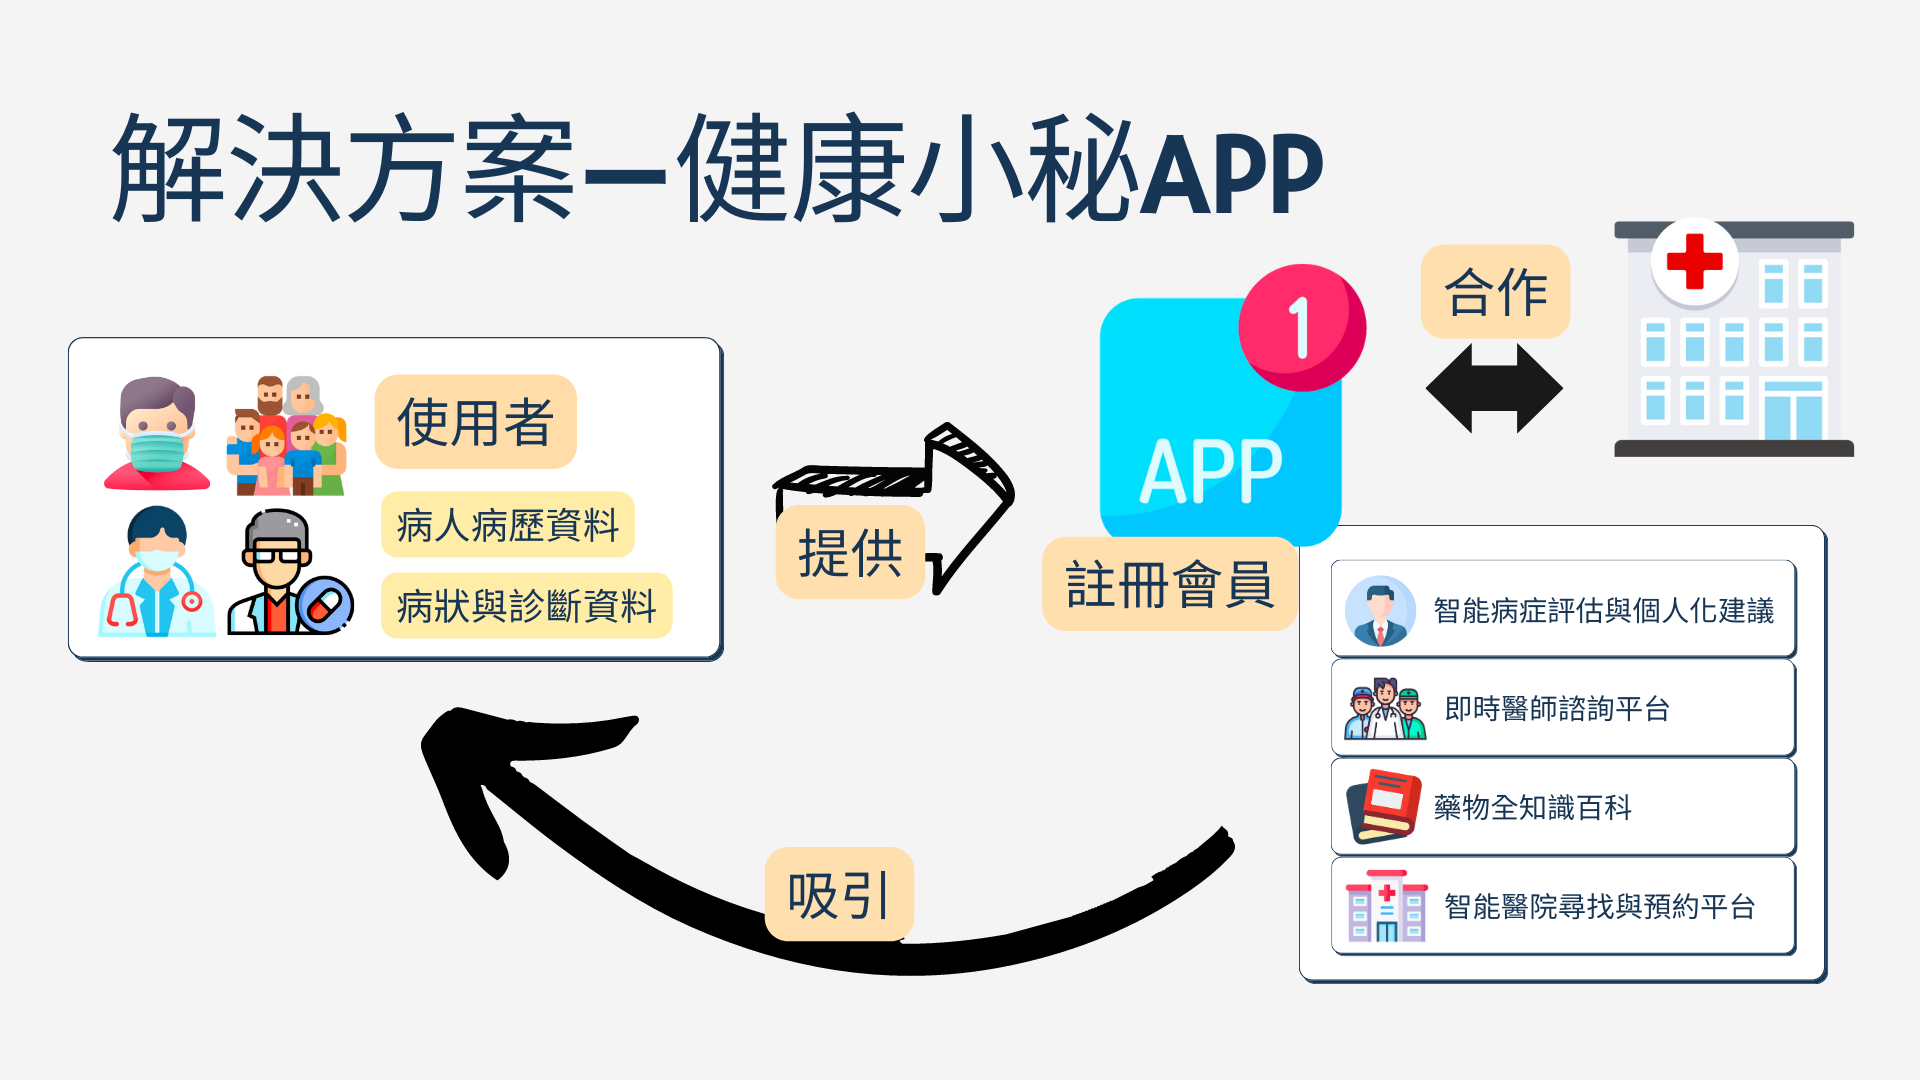 解決方案—健康小秘APP
使用者
病人病歷資料
病狀與診斷資料
提供
1
APP
註冊會員
合作
智能病症評估與個人化建議
即時醫師諮詢平台
藥物全知識百科
智能醫院尋找與預約平台
吸引